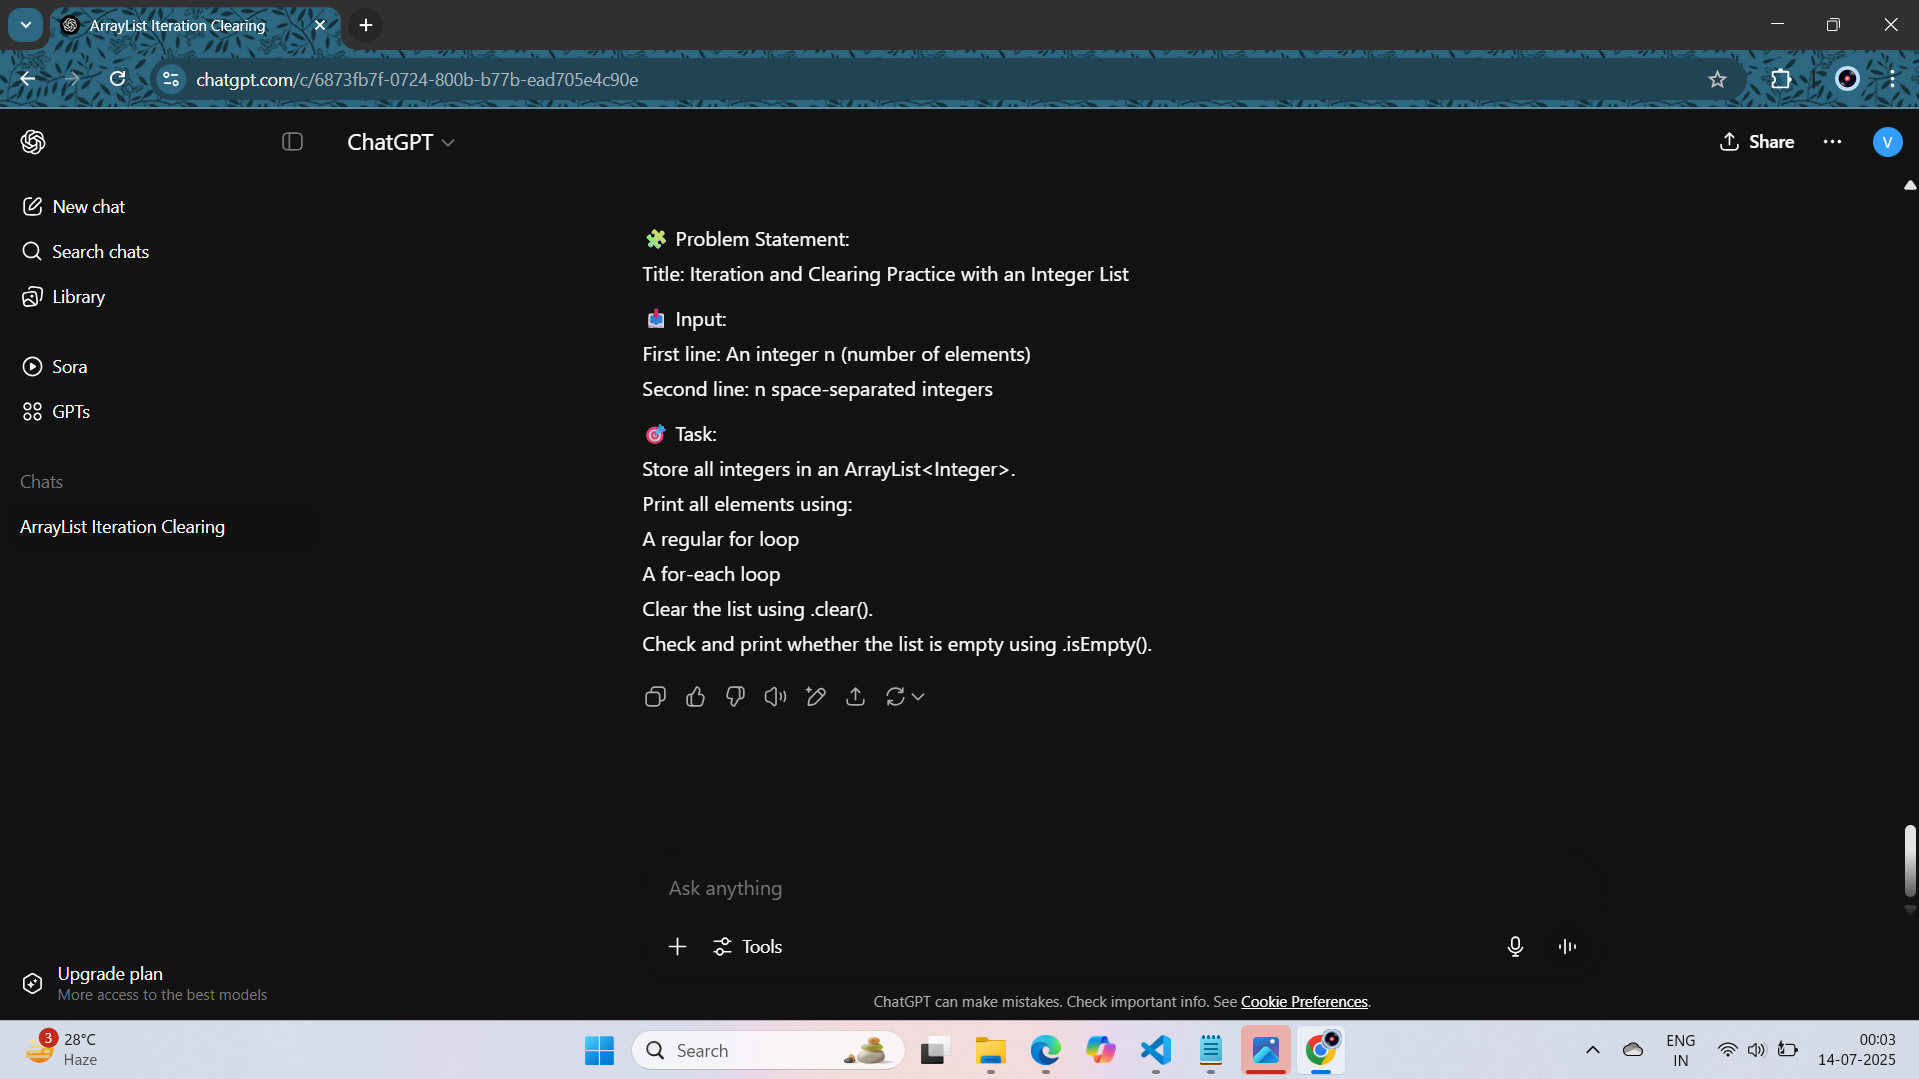 ArrayList Iteration Clearing
chatgpt.com/c/6873fb7f-0724-800b-b77b-ead705e4c90e
ChatGPT
Share
V
New chat
Search chats
Library
Sora
GPTs
Chats
ArrayList Iteration Clearing
Problem Statement:
Title: Iteration and Clearing Practice with an Integer List
Input:
First line: An integer n (number of elements)
Second line: n space-separated integers
Task:
Store all integers in an ArrayList<Integer>.
Print all elements using:
A regular for loop
A for-each loop
Clear the list using .clear().
Check and print whether the list is empty using .isEmpty().
Ask anything
Tools
Upgrade plan
More access to the best models
ChatGPT can make mistakes. Check important info. See Cookie Preferences.
3
28°C
Haze
Search
ENG
IN
00:03
14-07-2025